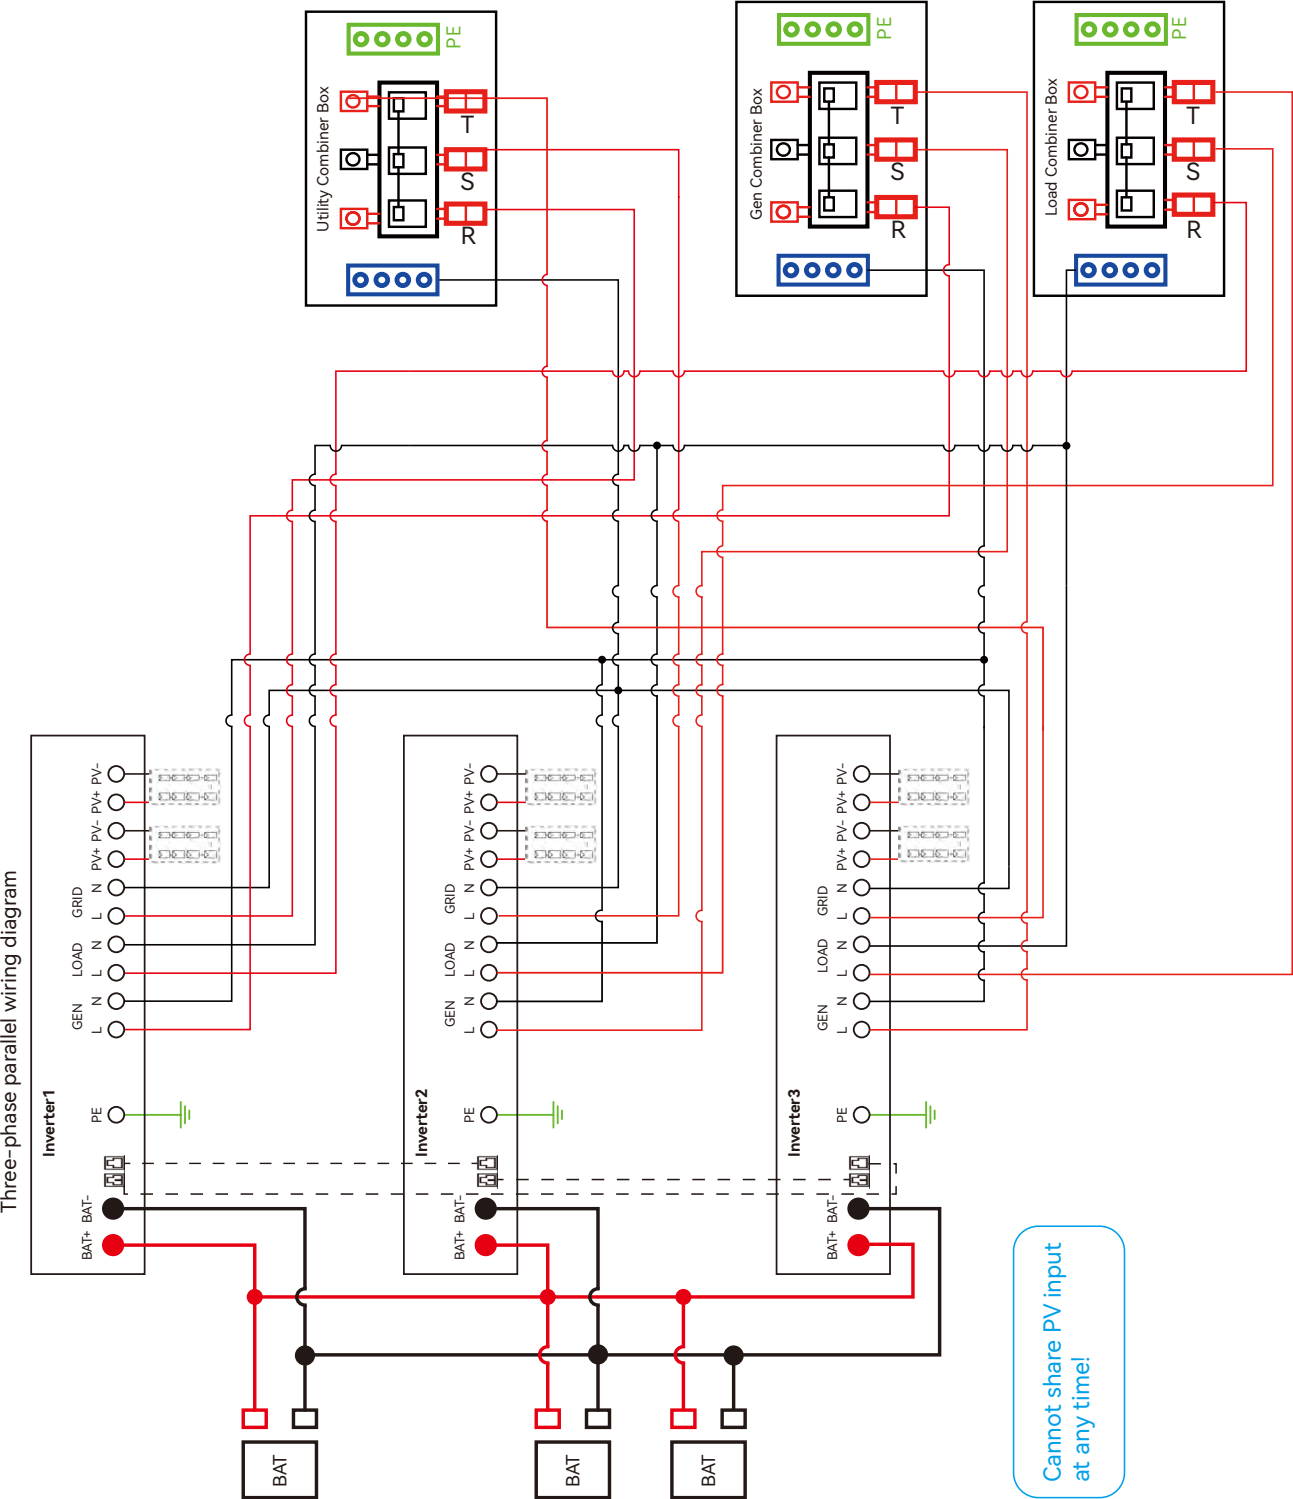 Three-phase parallel wiring diagram
Utility Combiner Box
PE
T
S
R
Gen Combiner Box
PE
T
S
R
Load Combiner Box
PE
T
S
R
Inverter1
BAT+
BAT-
PE
GEN
L
N
LOAD
L
N
GRID
L
N
PV+
PV-
PV+
PV-
Inverter2
BAT+
BAT-
PE
GEN
L
N
LOAD
L
N
GRID
L
N
PV+
PV-
PV+
PV-
Inverter3
BAT+
BAT-
PE
GEN
L
N
LOAD
L
N
GRID
L
N
PV+
PV-
PV+
PV-
BAT
BAT
BAT
Cannot share PV input
at any time!